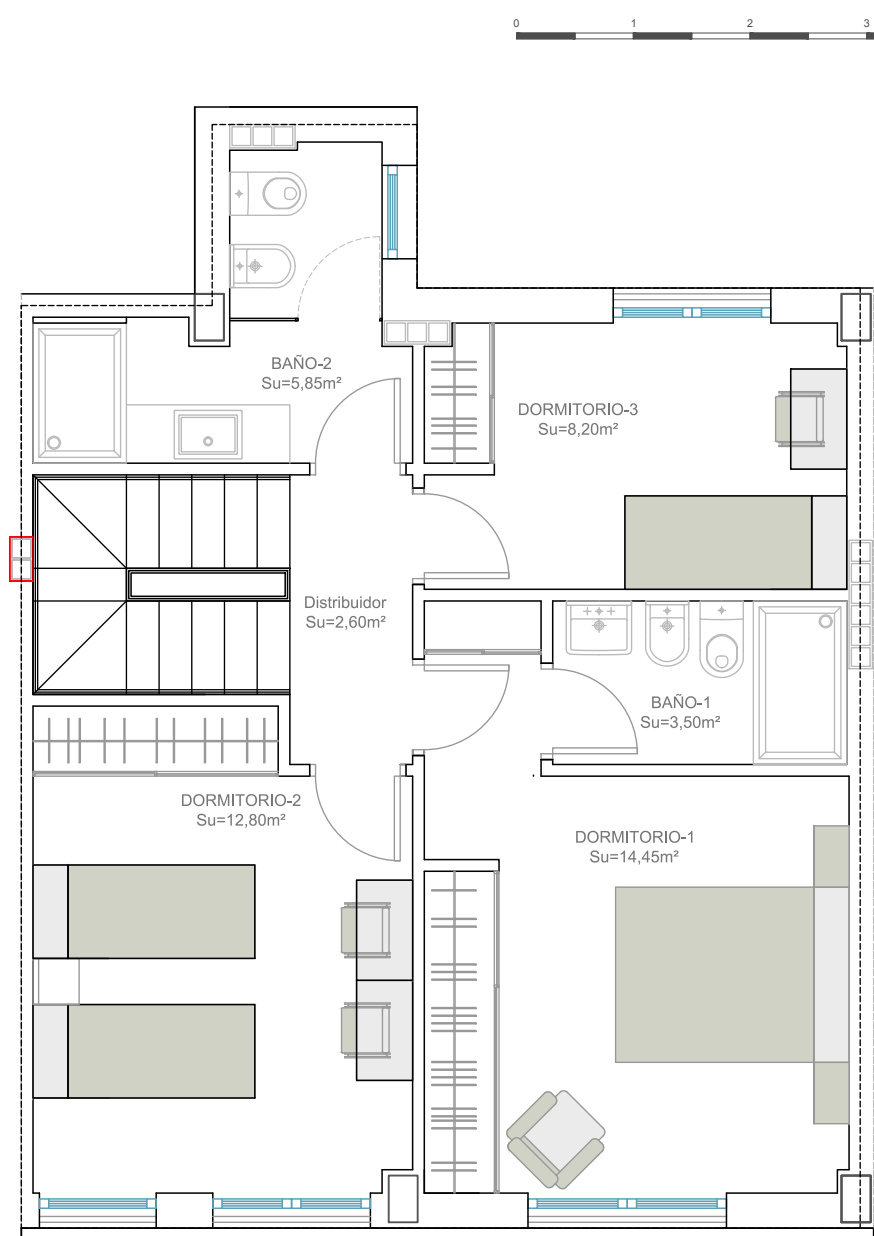 0 1 2 3
BAÑO-2
Su=5,85m²
DORMITORIO-3
Su=8,20m²
Distribuidor
Su=2,60m²
BAÑO-1
Su=3,50m²
DORMITORIO-2
Su=12,80m²
DORMITORIO-1
Su=14,45m²